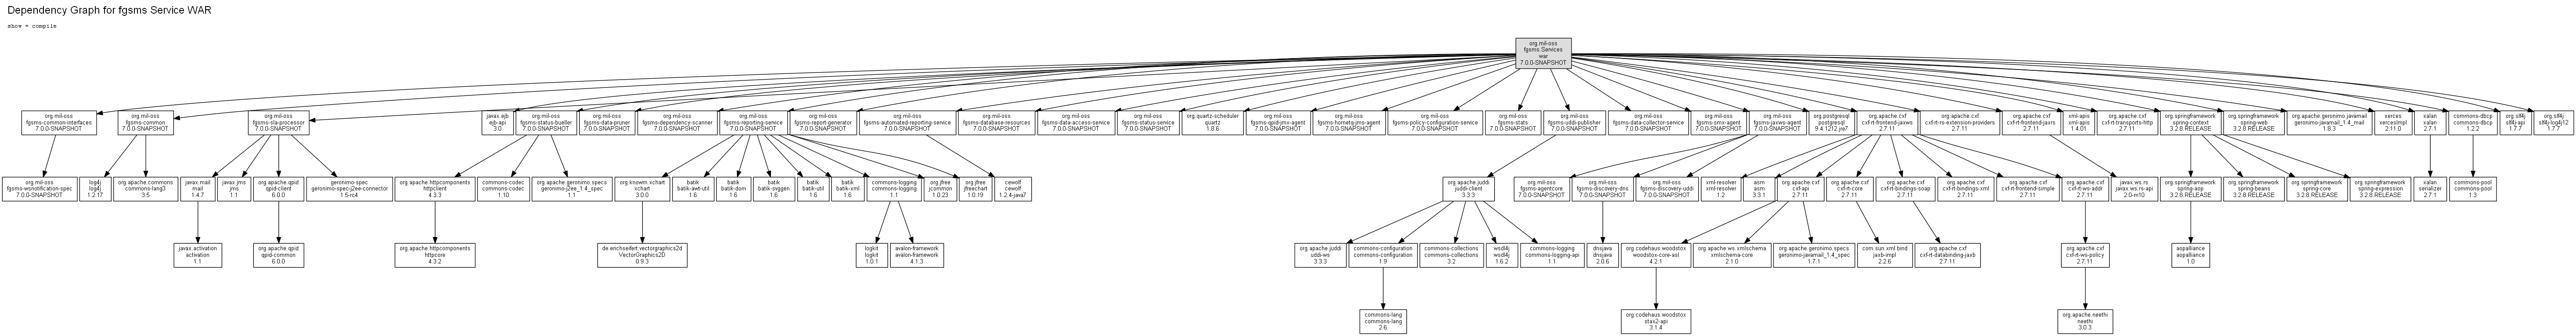 Dependency Graph for fgsms Service WAR
show = compile
org.mil-oss
fgsms.Services
war
7.0.0-SNAPSHOT
org.mil-oss
fgsms-common-interfaces
7.0.0-SNAPSHOT
org.mil-oss
fgsms-common
7.0.0-SNAPSHOT
org.mil-oss
fgsms-sla-processor
7.0.0-SNAPSHOT
javax.ejb
ejb-api
3.0
org.mil-oss
fgsms-status-bueller
7.0.0-SNAPSHOT
org.mil-oss
fgsms-data-pruner
7.0.0-SNAPSHOT
org.mil-oss
fgsms-dependency-scanner
7.0.0-SNAPSHOT
org.mil-oss
fgsms-reporting-service
7.0.0-SNAPSHOT
org.mil-oss
fgsms-report-generator
7.0.0-SNAPSHOT
org.mil-oss
fgsms-automated-reporting-service
7.0.0-SNAPSHOT
org.mil-oss
fgsms-database-resources
7.0.0-SNAPSHOT
org.mil-oss
fgsms-data-access-service
7.0.0-SNAPSHOT
org.mil-oss
fgsms-status-service
7.0.0-SNAPSHOT
org.quartz-scheduler
quartz
1.8.6
org.mil-oss
fgsms-qpid-jms-agent
7.0.0-SNAPSHOT
org.mil-oss
fgsms-hornetq-jms-agent
7.0.0-SNAPSHOT
org.mil-oss
fgsms-policy-configuration-service
7.0.0-SNAPSHOT
org.mil-oss
fgsms-stats
7.0.0-SNAPSHOT
org.mil-oss
fgsms-uddi-publisher
7.0.0-SNAPSHOT
org.mil-oss
fgsms-data-collector-service
7.0.0-SNAPSHOT
org.mil-oss
fgsms-smx-agent
7.0.0-SNAPSHOT
org.mil-oss
fgsms-jaxws-agent
7.0.0-SNAPSHOT
org.postgresql
postgresql
9.4.1212.jre7
org.apache.cxf
cxf-rt-frontend-jaxws
2.7.11
org.apache.cxf
cxf-rt-rs-extension-providers
2.7.11
org.apache.cxf
cxf-rt-frontend-jaxrs
2.7.11
xml-apis
xml-apis
1.4.01
org.apache.cxf
cxf-rt-transports-http
2.7.11
org.springframework
spring-context
3.2.8.RELEASE
org.springframework
spring-web
3.2.8.RELEASE
org.apache.geronimo.javamail
geronimo-javamail_1.4_mail
1.8.3
xerces
xercesImpl
2.11.0
xalan
xalan
2.7.1
commons-dbcp
commons-dbcp
1.2.2
org.slf4j
slf4j-api
1.7.7
org.slf4j
slf4j-log4j12
1.7.7
org.mil-oss
fgsms-wsnotification-spec
7.0.0-SNAPSHOT
log4j
log4j
1.2.17
org.apache.commons
commons-lang3
3.5
javax.mail
mail
1.4.7
javax.jms
jms
1.1
org.apache.qpid
qpid-client
6.0.0
geronimo-spec
geronimo-spec-j2ee-connector
1.5-rc4
org.apache.httpcomponents
httpclient
4.3.3
commons-codec
commons-codec
1.10
org.apache.geronimo.specs
geronimo-j2ee_1.4_spec
1.1
org.knowm.xchart
xchart
3.0.0
batik
batik-awt-util
1.6
batik
batik-dom
1.6
batik
batik-svggen
1.6
batik
batik-util
1.6
batik
batik-xml
1.6
commons-logging
commons-logging
1.1
org.jfree
jcommon
1.0.23
org.jfree
jfreechart
1.0.19
cewolf
cewolf
1.2.4-java7
org.apache.juddi
juddi-client
3.3.3
org.mil-oss
fgsms-agentcore
7.0.0-SNAPSHOT
org.mil-oss
fgsms-discovery-dns
7.0.0-SNAPSHOT
org.mil-oss
fgsms-discovery-uddi
7.0.0-SNAPSHOT
xml-resolver
xml-resolver
1.2
asm
asm
3.3.1
org.apache.cxf
cxf-api
2.7.11
org.apache.cxf
cxf-rt-core
2.7.11
org.apache.cxf
cxf-rt-bindings-soap
2.7.11
org.apache.cxf
cxf-rt-bindings-xml
2.7.11
org.apache.cxf
cxf-rt-frontend-simple
2.7.11
org.apache.cxf
cxf-rt-ws-addr
2.7.11
javax.ws.rs
javax.ws.rs-api
2.0-m10
org.springframework
spring-aop
3.2.8.RELEASE
org.springframework
spring-beans
3.2.8.RELEASE
org.springframework
spring-core
3.2.8.RELEASE
org.springframework
spring-expression
3.2.8.RELEASE
xalan
serializer
2.7.1
commons-pool
commons-pool
1.3
javax.activation
activation
1.1
org.apache.qpid
qpid-common
6.0.0
org.apache.httpcomponents
httpcore
4.3.2
de.erichseifert.vectorgraphics2d
VectorGraphics2D
0.9.3
logkit
logkit
1.0.1
avalon-framework
avalon-framework
4.1.3
org.apache.juddi
uddi-ws
3.3.3
commons-configuration
commons-configuration
1.9
commons-collections
commons-collections
3.2
wsdl4j
wsdl4j
1.6.2
commons-logging
commons-logging-api
1.1
dnsjava
dnsjava
2.0.6
org.codehaus.woodstox
woodstox-core-asl
4.2.1
org.apache.ws.xmlschema
xmlschema-core
2.1.0
org.apache.geronimo.specs
geronimo-javamail_1.4_spec
1.7.1
com.sun.xml.bind
jaxb-impl
2.2.6
org.apache.cxf
cxf-rt-databinding-jaxb
2.7.11
org.apache.cxf
cxf-rt-ws-policy
2.7.11
aopalliance
aopalliance
1.0
commons-lang
commons-lang
2.6
org.codehaus.woodstox
stax2-api
3.1.4
org.apache.neethi
neethi
3.0.3